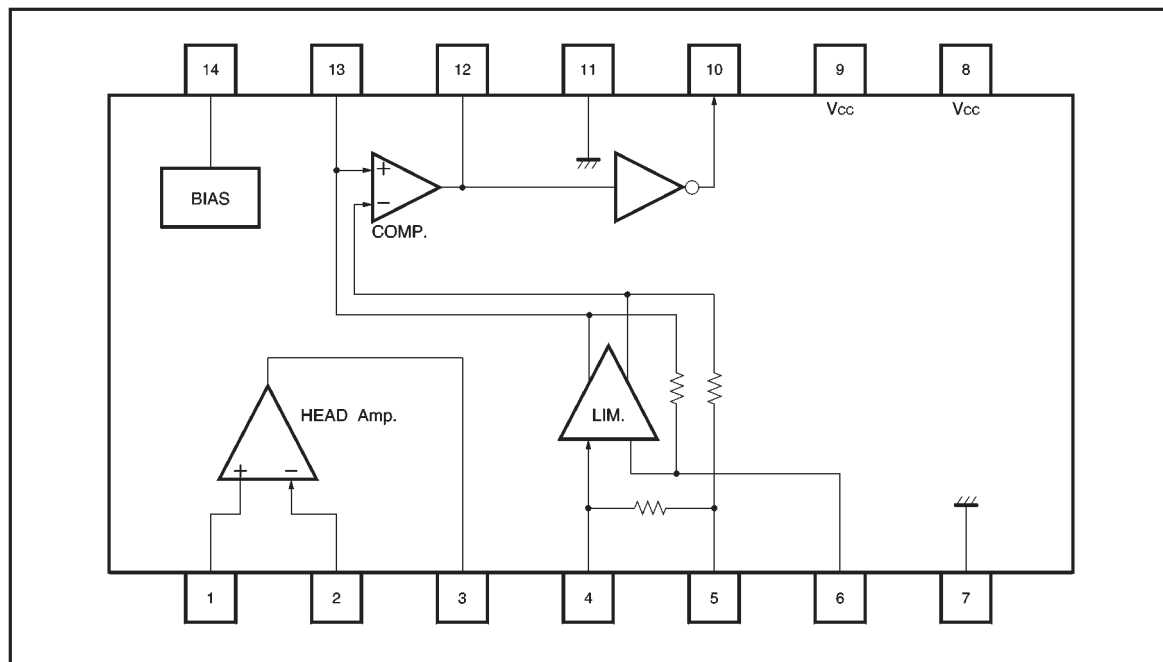 14 13 12 11 10 9 8
Vcc Vcc
+
BIAS
−
COMP.
HEAD Amp.
LIM.
+ −
1 2 3 4 5 6 7